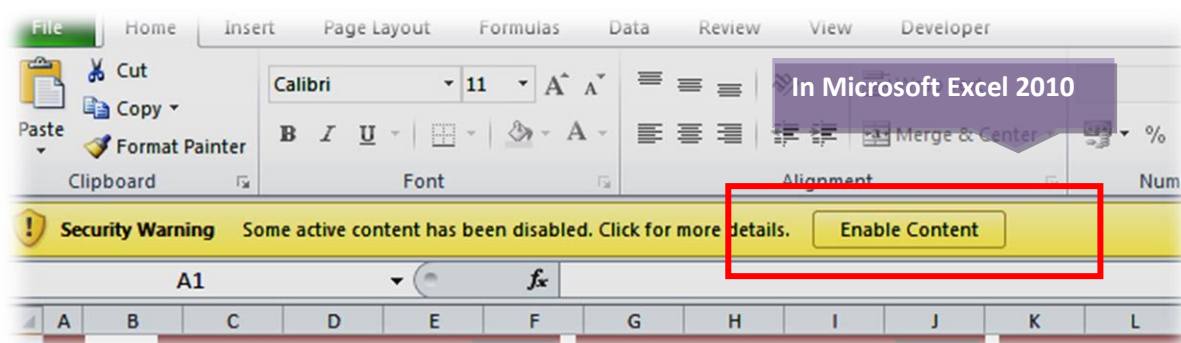 File Home Insert Page Layout Formulas Data Review View Developer
Cut
Copy
Paste
Format Painter
Clipboard
Calibri 11 A A
B I U A
Font
In Microsoft Excel 2010
Merge & Center %
Alignment
Num
Security Warning Some active content has been disabled. Click for more details. Enable Content
A1 fx
A B C D E F G H I J K L